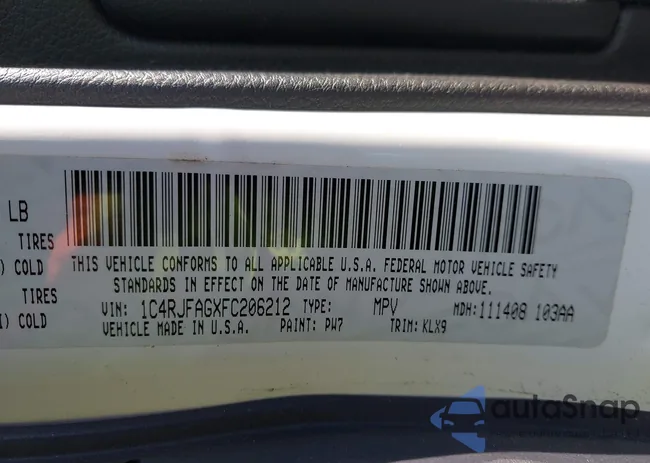 LB
TIRES
) COLD
TIRES
I) COLD
THIS VEHICLE CONFORMS TO ALL APPLICABLE U.S.A. FEDERAL MOTOR VEHICLE SAFETY
STANDARDS IN EFFECT ON THE DATE OF MANUFACTURE SHOWN ABOVE.
VIN: 1C4RJFAGXFC206212 TYPE: MPV MDH:111408 103AA
VEHICLE MADE IN U.S.A. PAINT: PW7 TRIM: KLX9
autoSnap